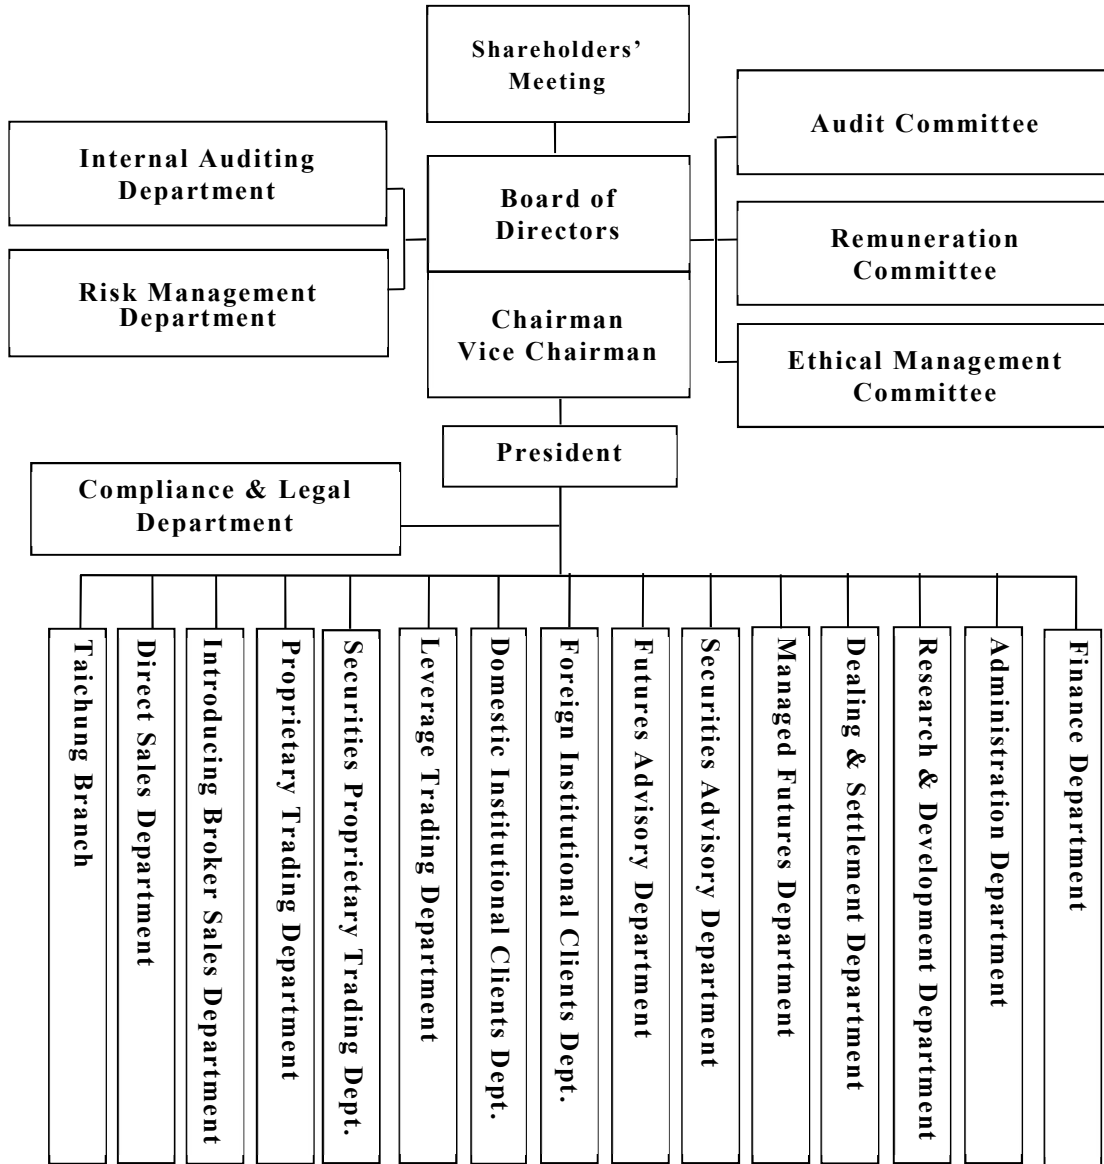 Shareholders’
Meeting
Audit Committee
Internal Auditing
Department
Board of
Directors
Remuneration
Committee
Risk Management
Department
Chairman
Vice Chairman
Ethical Management
Committee
President
Compliance & Legal
Department
Taichung Branch
Direct Sales Department
Introducing Broker Sales Department
Proprietary Trading Department
Securities Proprietary Trading Dept.
Leverage Trading Department
Domestic Institutional Clients Dept.
Foreign Institutional Clients Dept.
Futures Advisory Department
Securities Advisory Department
Managed Futures Department
Dealing & Settlement Department
Research & Development Department
Administration Department
Finance Department